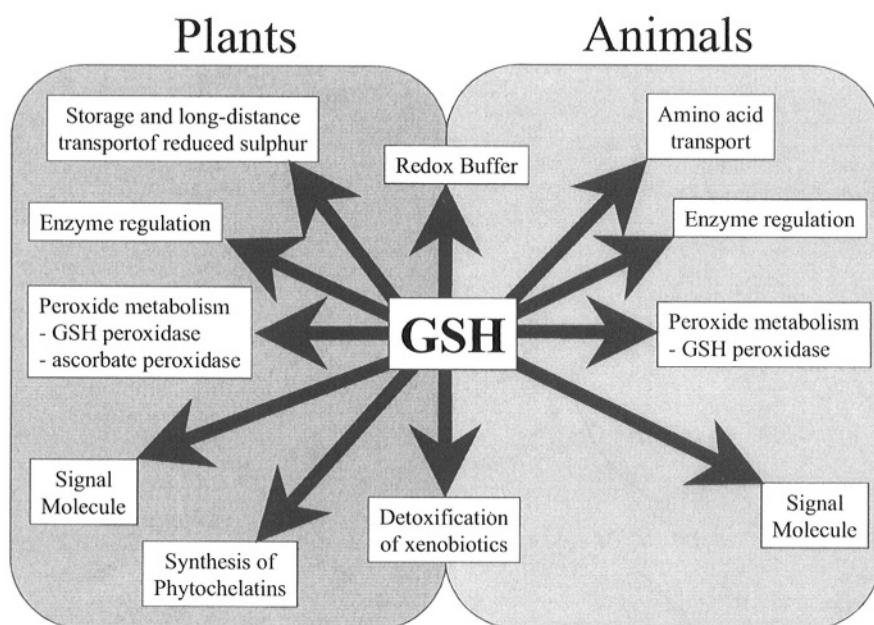 Plants
Animals
Storage and long-distance
transportof reduced sulphur
Redox Buffer
Amino acid
transport
Enzyme regulation
Enzyme regulation
Peroxide metabolism
- GSH peroxidase
- ascorbate peroxidase
GSH
Peroxide metabolism
- GSH peroxidase
Signal
Molecule
Synthesis of
Phytochelatins
Detoxification
of xenobiotics
Signal
Molecule